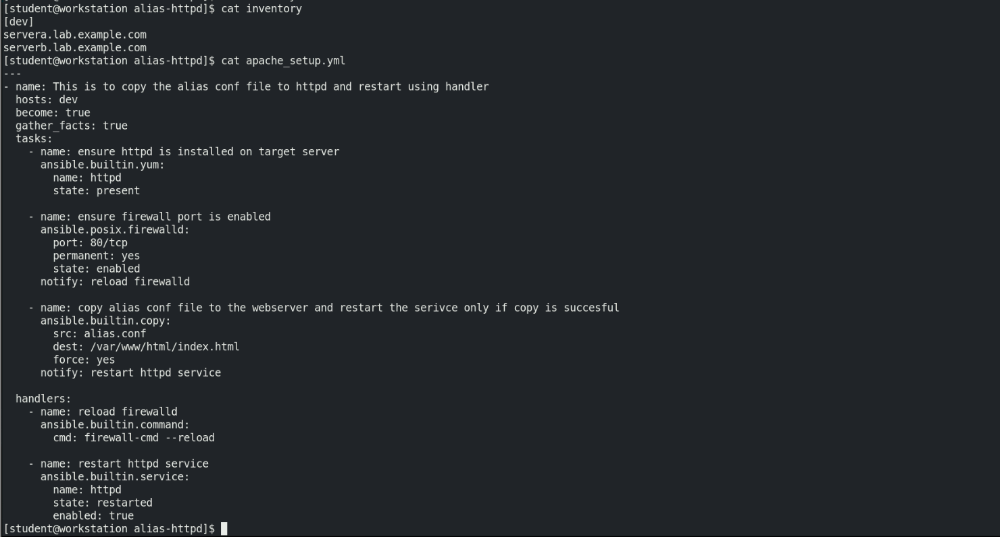 [student@workstation alias-httpd]$ cat inventory
[dev]
servera.lab.example.com
serverb.lab.example.com
[student@workstation alias-httpd]$ cat apache_setup.yml
---
- name: This is to copy the alias conf file to httpd and restart using handler
  hosts: dev
  become: true
  gather_facts: true
  tasks:
    - name: ensure httpd is installed on target server
      ansible.builtin.yum:
        name: httpd
        state: present

    - name: ensure firewall port is enabled
      ansible.posix.firewalld:
        port: 80/tcp
        permanent: yes
        state: enabled
      notify: reload firewalld

    - name: copy alias conf file to the webserver and restart the serivce only if copy is succesful
      ansible.builtin.copy:
        src: alias.conf
        dest: /var/www/html/index.html
        force: yes
      notify: restart httpd service

  handlers:
    - name: reload firewalld
      ansible.builtin.command:
        cmd: firewall-cmd --reload

    - name: restart httpd service
      ansible.builtin.service:
        name: httpd
        state: restarted
        enabled: true
[student@workstation alias-httpd]$